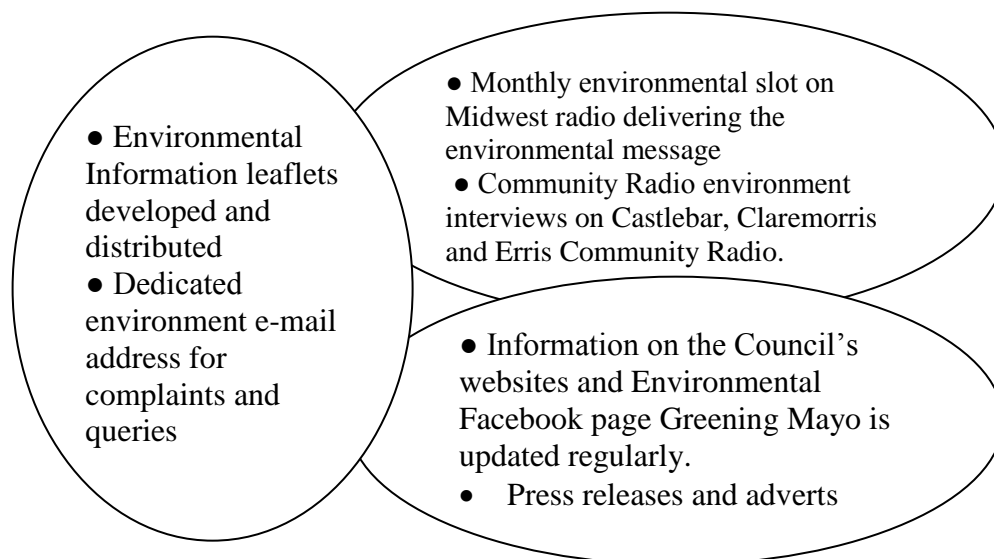 ● Environmental
Information leaflets
developed and
distributed
● Dedicated
environment e-mail
address for
complaints and
queries
● Monthly environmental slot on
Midwest radio delivering the
environmental message
● Community Radio environment
interviews on Castlebar, Claremorris
and Erris Community Radio.
● Information on the Council’s
websites and Environmental
Facebook page Greening Mayo is
updated regularly.
● Press releases and adverts